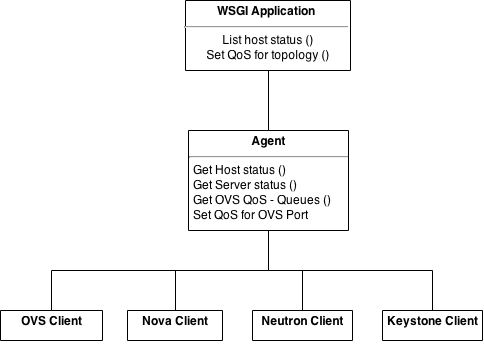 WSGI Application
List host status ()
Set QoS for topology ()
Agent
Get Host status ()
Get Server status ()
Get OVS QoS - Queues ()
Set QoS for OVS Port
OVS Client
Nova Client
Neutron Client
Keystone Client